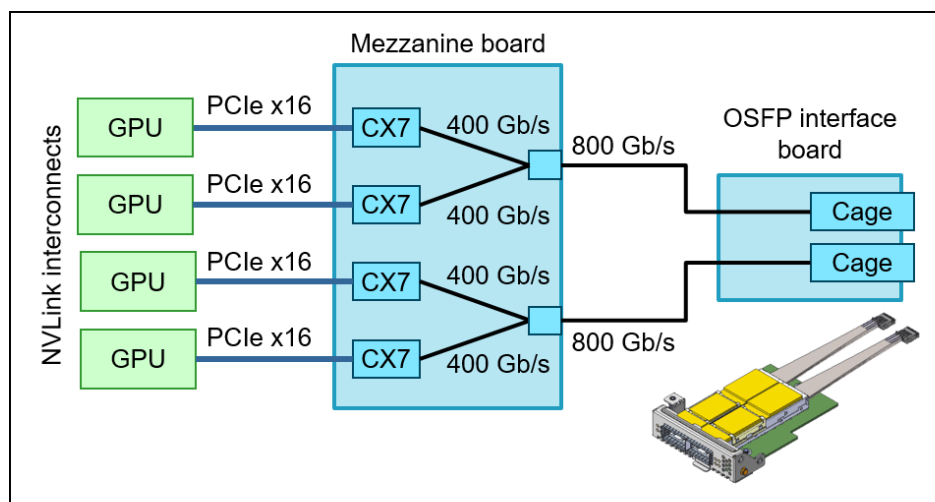 Mezzanine board
NVLink interconnects
GPU
PCIe x16
CX7
400 Gb/s
800 Gb/s
OSFP interface
board
GPU
PCIe x16
CX7
400 Gb/s
Cage
GPU
PCIe x16
CX7
400 Gb/s
Cage
GPU
PCIe x16
CX7
400 Gb/s
800 Gb/s